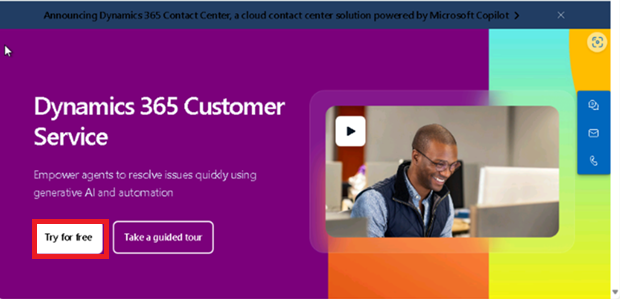 Announcing Dynamics 365 Contact Center, a cloud contact center solution powered by Microsoft Copilot
Dynamics 365 Customer
Service
Empower agents to resolve issues quickly using
generative AI and automation
Try for free
Take a guided tour